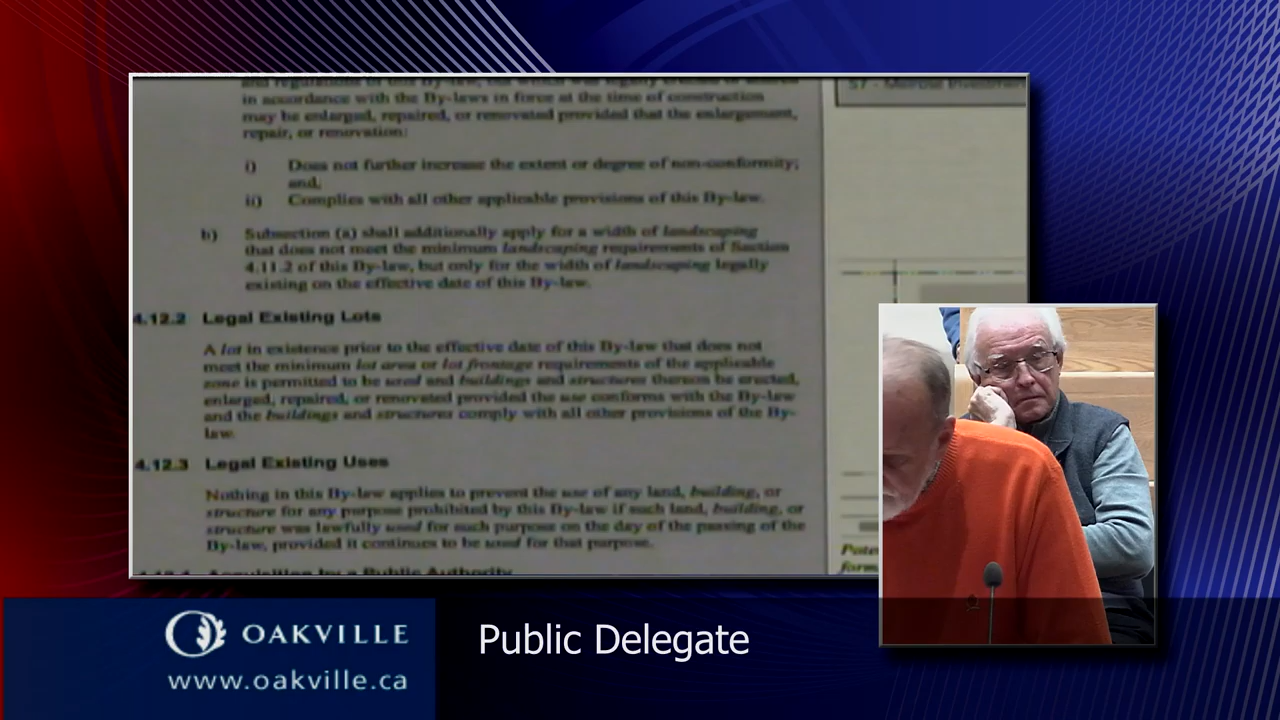 in accordance with the By-laws in force at the time of construction
may be enlarged, repaired, or renovated provided that the enlargement,
repair, or renovation:
i) Does not further increase the extent or degree of non-conformity;
and,
ii) Complies with all other applicable provisions of this By-law.
b) Subsection (a) shall additionally apply for a width of landscaping
that does not meet the minimum landscaping requirements of Section
4.11.2 of this By-law, but only for the width of landscaping legally
existing on the effective date of this By-law.
4.12.2 Legal Existing Lots
A lot in existence prior to the effective date of this By-law that does not
meet the minimum lot area or lot frontage requirements of the applicable
zone is permitted to be used and buildings and structures thereon be erected,
enlarged, repaired, or renovated provided the use conforms with the By-law
and the buildings and structures comply with all other provisions of the By-
law.
4.12.3 Legal Existing Uses
Nothing in this By-law applies to prevent the use of any land, building, or
structure for any purpose prohibited by this By-law if such land, building, or
structure was lawfully used for such purpose on the day of the passing of the
By-law, provided it continues to be used for that purpose.
Acquisition by a Public Authority
OAKVILLE
www.oakville.ca
Public Delegate